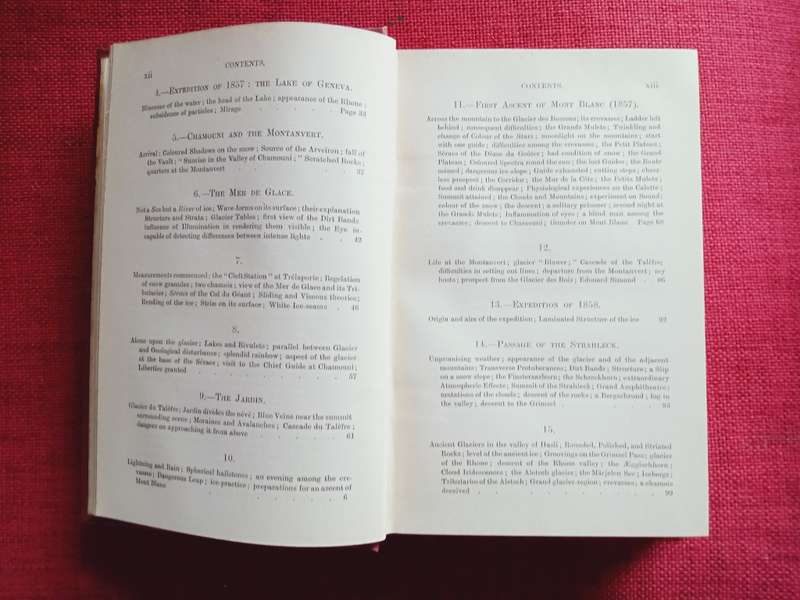 xii
CONTENTS.
4.—EXPEDITION OF 1857: THE LAKE OF GENEVA.
Blueness of the water; the head of the Lake; appearance of the Rhone;
subsidence of particles; Mirage . . . . . Page 33
5.—CHAMOUNI AND THE MONTANVERT.
Arrival; Coloured Shadows on the snow; Source of the Arveiron; fall of
the Vault; "Sunrise in the Valley of Chamouni;" Scratched Rocks;
quarters at the Montanvert . . . . . 37
6.—THE MER DE GLACE.
Not a Sea but a River of ice; Wave-forms on its surface; their explanation
Structure and Strata; Glacier Tables; first view of the Dirt Bands;
influence of Illumination in rendering them visible; the Eye in-
capable of detecting differences between intense lights . . 42
7.
Measurements commenced; the "Cleft Station" at Trélaporte; Regelation
of snow granules; two chamois; view of the Mer de Glace and its Tri-
butaries; Séracs of the Col du Géant; Sliding and Viscous theories;
Rending of the ice; Striæ on its surface; White Ice-seams . 46
8.
Alone upon the glacier; Lakes and Rivulets; parallel between Glacier
and Geological disturbance; splendid rainbow; aspect of the glacier
at the base of the Séracs; visit to the Chief Guide at Chamouni;
Liberties granted . . . . . 57
9.—THE JARDIN.
Glacier du Talèfre; Jardin divides the névé; Blue Veins near the summit
surrounding scene; Moraines and Avalanches; Cascade du Talèfre;
dangers on approaching it from above . . . . 61
10.
Lightning and Rain; Spherical hailstones; an evening among the cre-
vasses; Dangerous Leap; ice-practice; preparations for an ascent of
Mont Blanc . . . . . 6
CONTENTS.
xiii
11.—FIRST ASCENT OF MONT BLANC (1857).
Across the mountain to the Glacier des Bossons; its crevasses; Ladder left
behind; consequent difficulties; the Grands Mulets; Twinkling and
change of Colour of the Stars; moonlight on the mountains; start
with one guide; difficulties among the crevasses; the Petit Plateau;
Séracs of the Dôme du Goûter; bad condition of snow; the Grand
Plateau; Coloured Spectra round the sun; the lost Guides; the Route
missed; dangerous ice slope; Guide exhausted; cutting steps; cheer-
less prospect; the Corridor; the Mur de la Côte; the Petits Mulets;
food and drink disappear; Physiological experiences on the Calotte;
Summit attained; the Clouds and Mountains; experiment on Sound;
colour of the snow; the descent; a solitary prisoner; second night at
the Grands Mulets; Inflammation of eyes; a blind man among the
crevasses; descent to Chamouni; thunder on Mont Blanc Page 68
12.
Life at the Montanvert; glacier "Blower;" Cascade of the Talèfre;
difficulties in setting out lines; departure from the Montanvert; my
hosts; prospect from the Glacier des Bois; Edouard Simond . 86
13.—EXPEDITION OF 1858.
Origin and aims of the expedition; Laminated Structure of the ice 92
14.—PASSAGE OF THE STRAHLECK.
Unpromising weather; appearance of the glacier and of the adjacent
mountains; Transverse Protuberances; Dirt Bands; Structure; a Slip
on a snow slope; the Finsteraarhorn; the Schreckhorn; extraordinary
Atmospheric Effects; Summit of the Strahleck; Grand Amphitheatre;
mutations of the clouds; descent of the rocks; a Bergschrund; fog in
the valley; descent to the Grimsel . . . . . 93
15.
Ancient Glaciers in the valley of Hasli, Rounded, Polished, and Striated
Rocks; level of the ancient ice; Groovings on the Grimsel Pass; glacier
of the Rhone; descent of the Rhone valley; the Æggischhorn;
Cloud Iridescences; the Aletsch glacier; the Märjelen See; Icebergs;
Tributaries of the Aletsch; Grand glacier region; crevasses; a chamois
deceived . . . . . 99